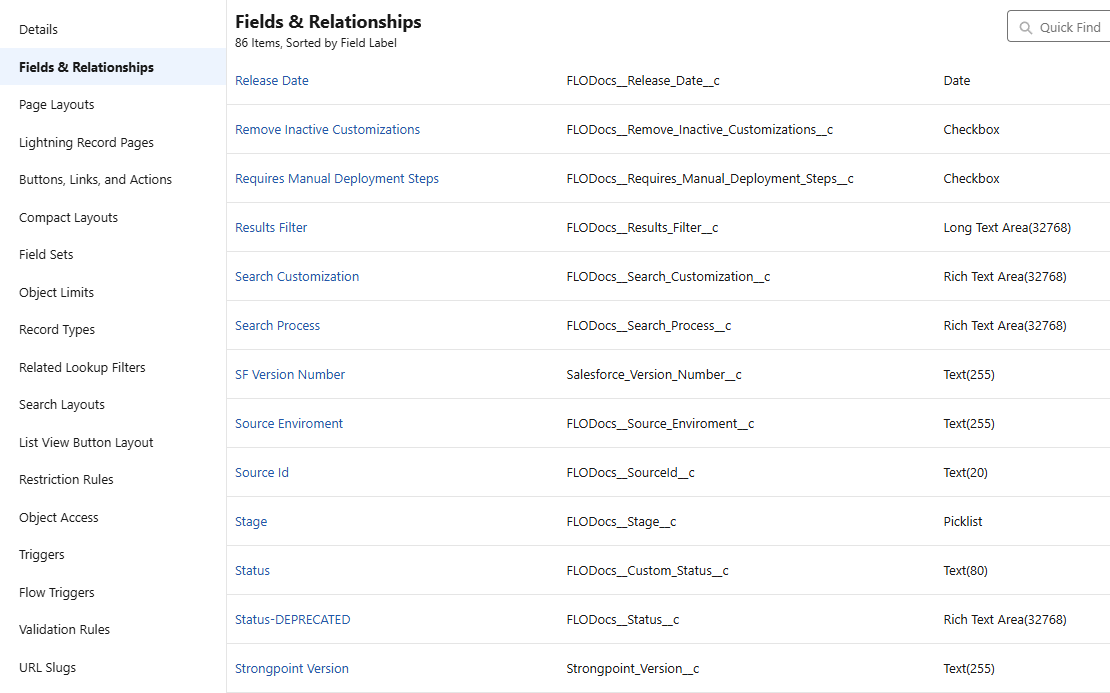 Details
Fields & Relationships
Page Layouts
Lightning Record Pages
Buttons, Links, and Actions
Compact Layouts
Field Sets
Object Limits
Record Types
Related Lookup Filters
Search Layouts
List View Button Layout
Restriction Rules
Object Access
Triggers
Flow Triggers
Validation Rules
URL Slugs
Fields & Relationships
86 Items, Sorted by Field Label
Quick Find
Release Date FLODocs__Release_Date__c Date
Remove Inactive Customizations FLODocs__Remove_Inactive_Customizations__c Checkbox
Requires Manual Deployment Steps FLODocs__Requires_Manual_Deployment_Steps__c Checkbox
Results Filter FLODocs__Results_Filter__c Long Text Area(32768)
Search Customization FLODocs__Search_Customization__c Rich Text Area(32768)
Search Process FLODocs__Search_Process__c Rich Text Area(32768)
SF Version Number Salesforce_Version_Number__c Text(255)
Source Enviroment FLODocs__Source_Enviroment__c Text(255)
Source Id FLODocs__SourceId__c Text(20)
Stage FLODocs__Stage__c Picklist
Status FLODocs__Custom_Status__c Text(80)
Status-DEPRECATED FLODocs__Status__c Rich Text Area(32768)
Strongpoint Version Strongpoint_Version__c Text(255)